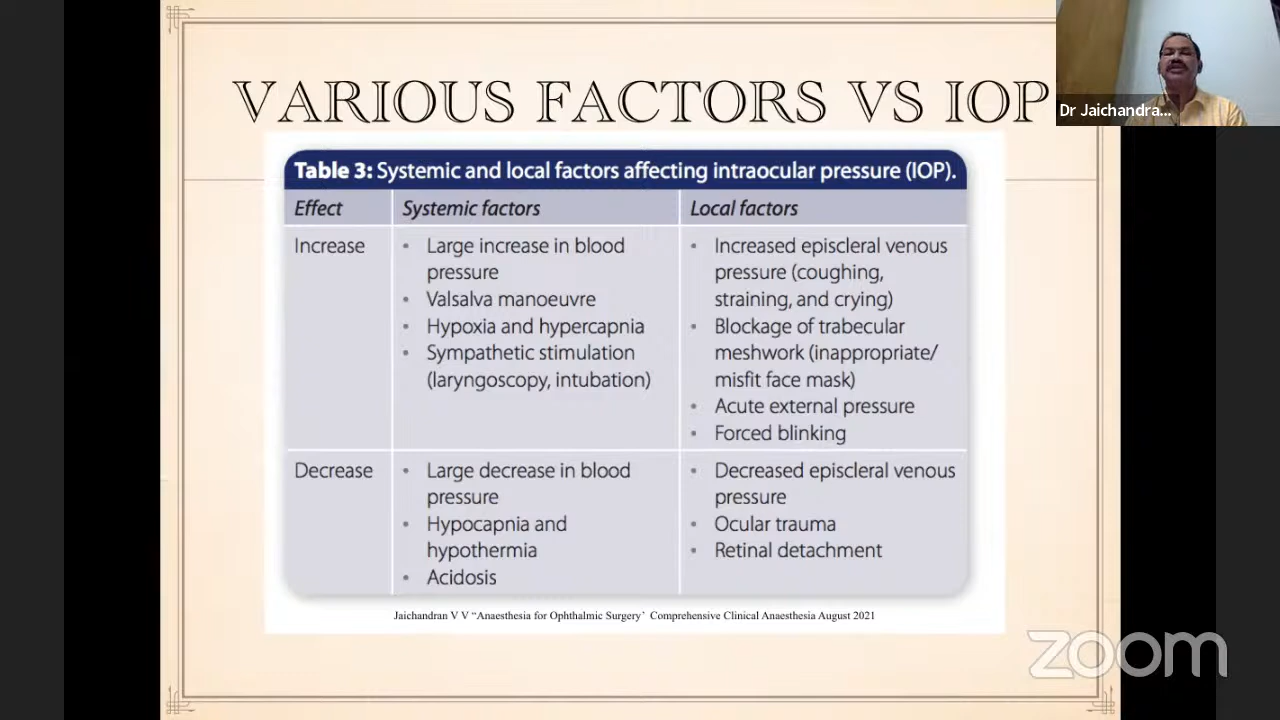 VARIOUS FACTORS VS IOP
Dr Jaichandra...
Table 3: Systemic and local factors affecting intraocular pressure (IOP).
Effect
Systemic factors
Local factors
Increase
• Large increase in blood
pressure
• Valsalva manoeuvre
• Hypoxia and hypercapnia
• Sympathetic stimulation
(laryngoscopy, intubation)
• Increased episcleral venous
pressure (coughing,
straining, and crying)
• Blockage of trabecular
meshwork (inappropriate/
misfit face mask)
• Acute external pressure
• Forced blinking
Decrease
• Large decrease in blood
pressure
• Hypocapnia and
hypothermia
• Acidosis
• Decreased episcleral venous
pressure
• Ocular trauma
• Retinal detachment
Jaichandran V V “Anaesthesia for Ophthalmic Surgery’ Comprehensive Clinical Anaesthesia August 2021
zoom